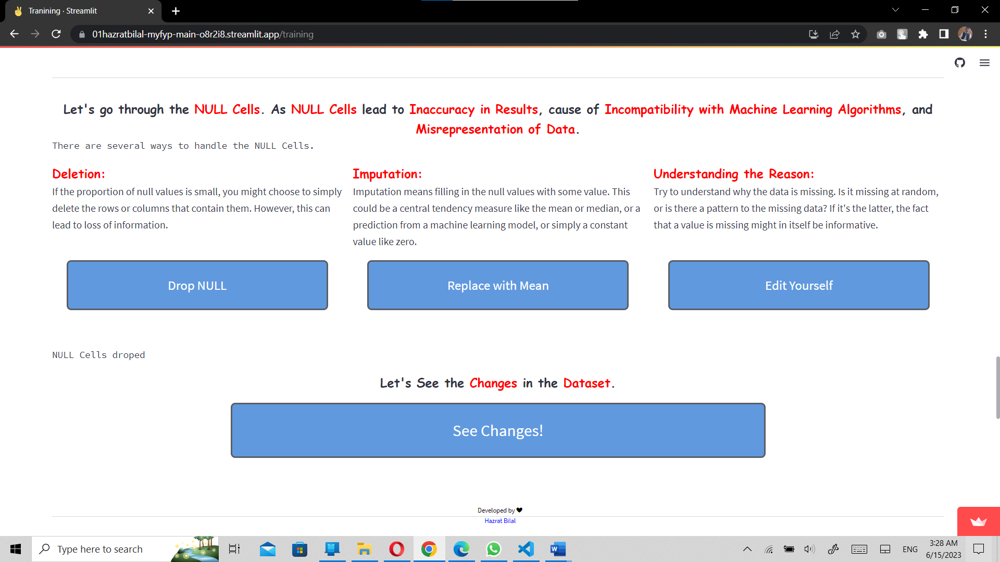 Tranining · Streamlit
01hazratbilal-myfyp-main-o8r2i8.streamlit.app/training
Let's go through the NULL Cells. As NULL Cells lead to Inaccuracy in Results, cause of Incompatibility with Machine Learning Algorithms, and
Misrepresentation of Data.
There are several ways to handle the NULL Cells.
Deletion:
If the proportion of null values is small, you might choose to simply
delete the rows or columns that contain them. However, this can
lead to loss of information.
Imputation:
Imputation means filling in the null values with some value. This
could be a central tendency measure like the mean or median, or a
prediction from a machine learning model, or simply a constant
value like zero.
Understanding the Reason:
Try to understand why the data is missing. Is it missing at random,
or is there a pattern to the missing data? If it's the latter, the fact
that a value is missing might in itself be informative.
Drop NULL
Replace with Mean
Edit Yourself
NULL Cells droped
Let's See the Changes in the Dataset.
See Changes!
Developed by ❤
Hazrat Bilal
Type here to search
W
ENG
3:28 AM
6/15/2023